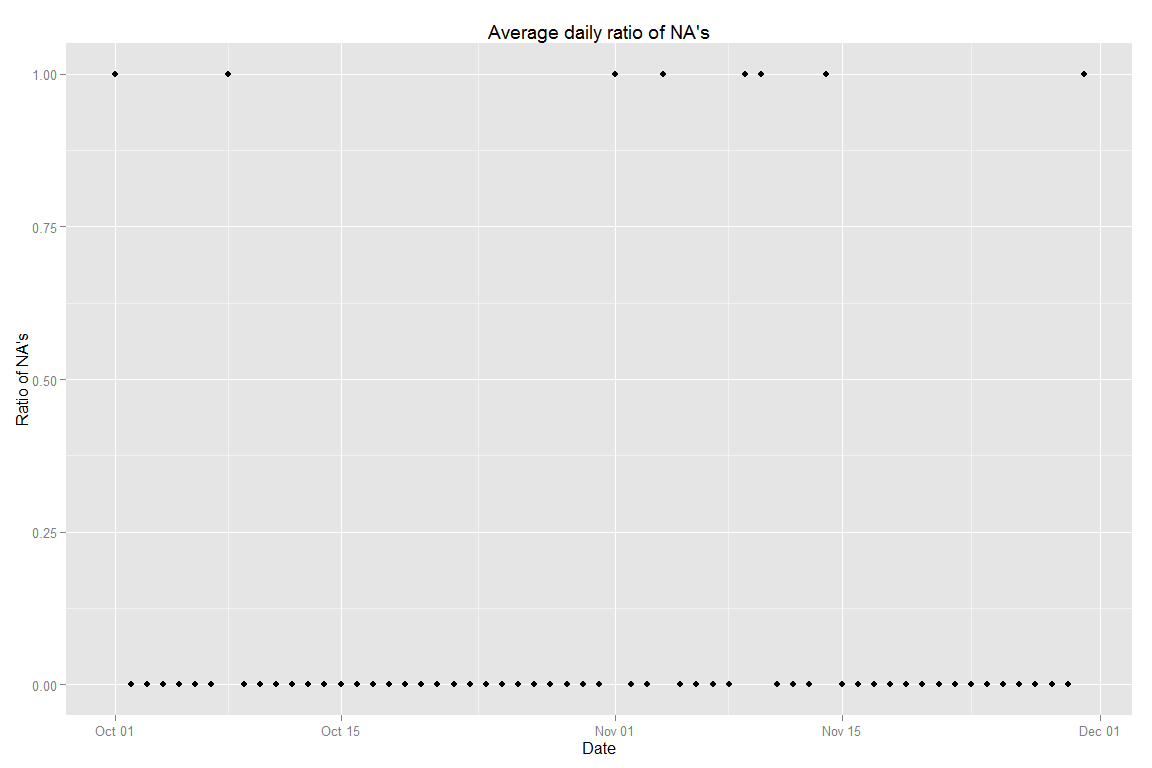 Average daily ratio of NA's
1.00
0.75
0.50
0.25
0.00
Ratio of NA's
Oct 01
Oct 15
Nov 01
Nov 15
Dec 01
Date